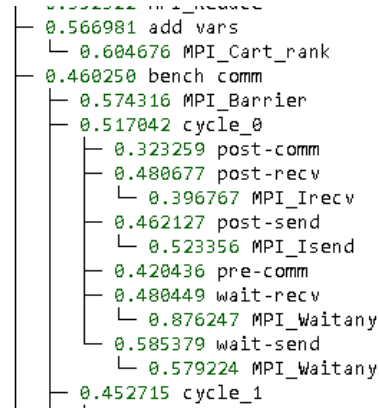 0.566981 add vars
0.604676 MPI_Cart_rank
0.460250 bench comm
0.574316 MPI_Barrier
0.517042 cycle_0
0.323259 post-comm
0.480677 post-recv
0.396767 MPI_Irecv
0.462127 post-send
0.523356 MPI_Isend
0.420436 pre-comm
0.480449 wait-recv
0.876247 MPI_Waitany
0.585379 wait-send
0.579224 MPI_Waitany
0.452715 cycle_1